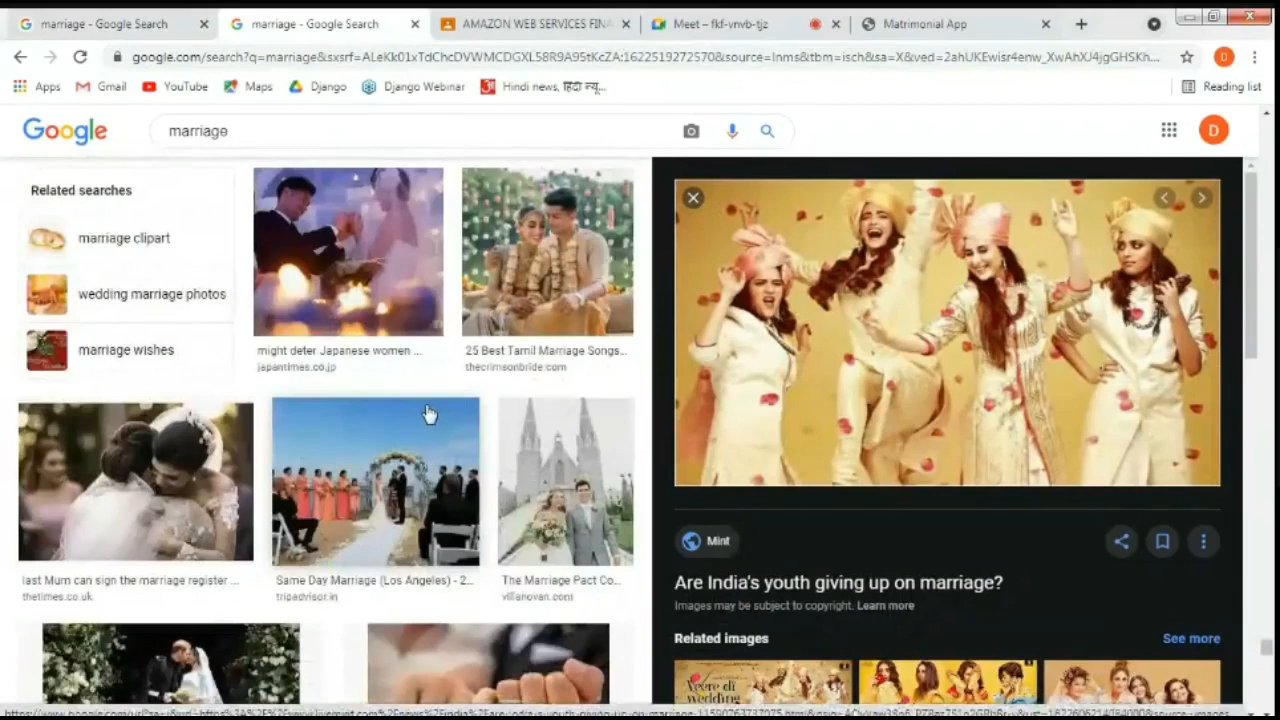 marriage - Google Search
marriage - Google Search
AMAZON WEB SERVICES FINA
Meet – fkf-vnvb-tjz
Matrimonial App
Apps
Gmail
YouTube
Maps
Django
Django Webinar
Hindi news, हिंदी न्यू...
Reading list
Google
marriage
D
D
Related searches
marriage clipart
wedding marriage photos
marriage wishes
might deter Japanese women ...
japantimes.co.jp
25 Best Tamil Marriage Songs...
thecrimsonbride.com
last Mum can sign the marriage register ...
thetimes.co.uk
Same Day Marriage (Los Angeles) - 2...
tripadvisor.in
The Marriage Pact Co...
villanovan.com
Mint
Are India's youth giving up on marriage?
Images may be subject to copyright. Learn more
Related images
See more
Veere di
wedding